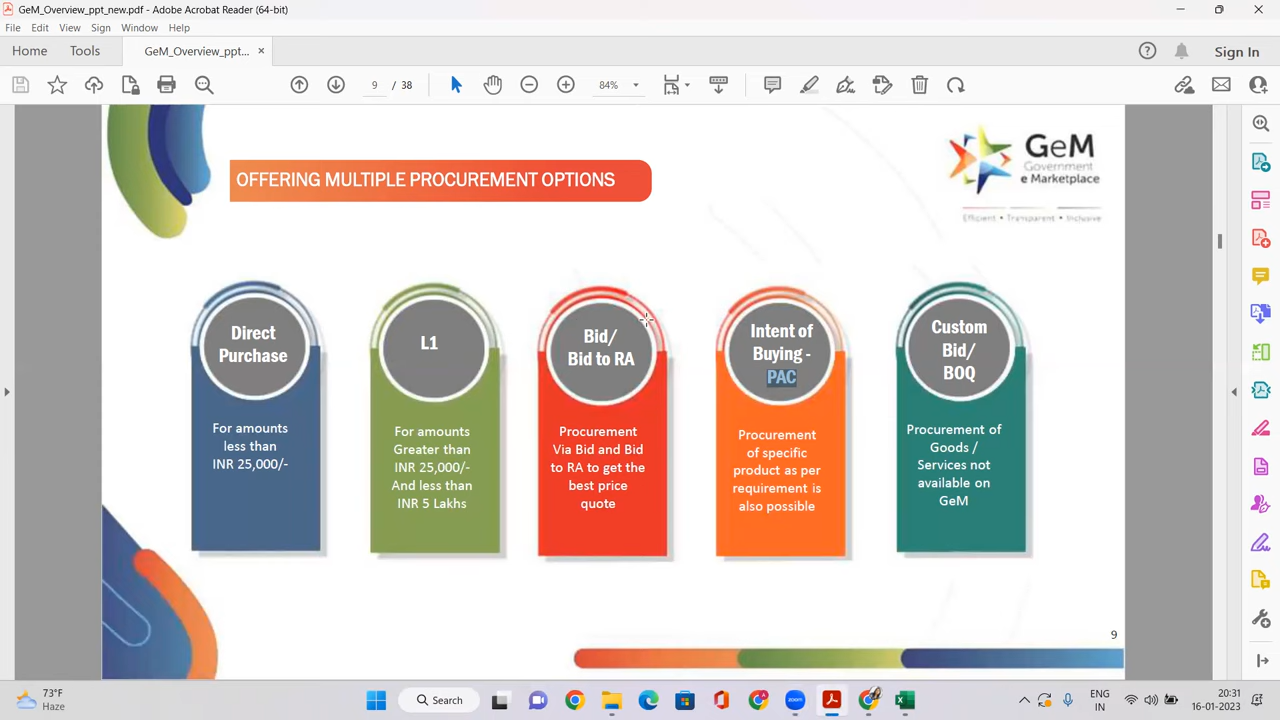 GeM_Overview_ppt_new.pdf - Adobe Acrobat Reader (64-bit)
File Edit View Sign Window Help
Home Tools GeM_Overview_ppt... × Sign In
9 / 38 84%
OFFERING MULTIPLE PROCUREMENT OPTIONS
GeM
Government
e Marketplace
Efficient • Transparent • Inclusive
Direct
Purchase
For amounts
less than
INR 25,000/-
L1
For amounts
Greater than
INR 25,000/-
And less than
INR 5 Lakhs
Bid/
Bid to RA
Procurement
Via Bid and Bid
to RA to get the
best price
quote
Intent of
Buying -
PAC
Procurement
of specific
product as per
requirement is
also possible
Custom
Bid/
BOQ
Procurement of
Goods /
Services not
available on
GeM
9
73°F
Haze
Search
zoom
ENG
IN
20:31
16-01-2023